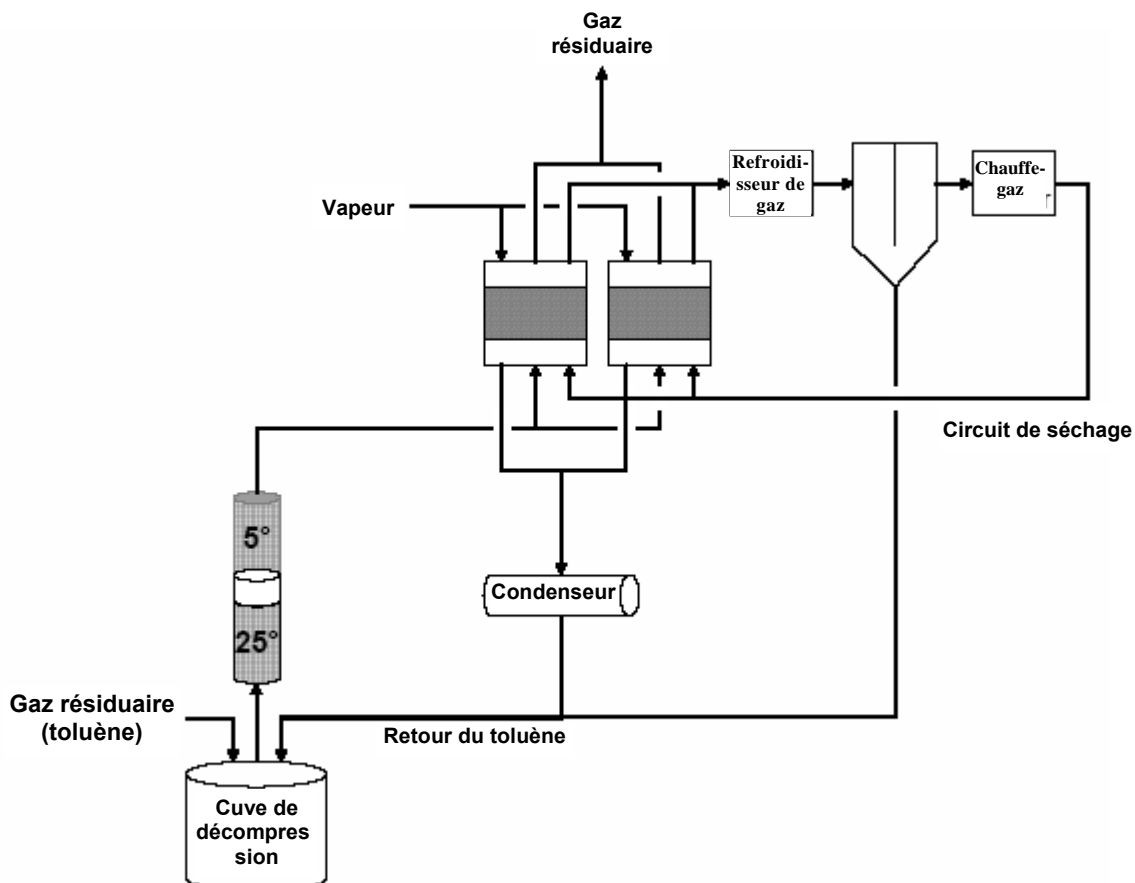 Gaz
résiduaire
Refroidi-
sseur de
gaz
Chauffe-
gaz
Vapeur
Circuit de séchage
5°
25°
Condenseur
Gaz résiduaire
(toluène)
Retour du toluène
Cuve de
décompres
sion